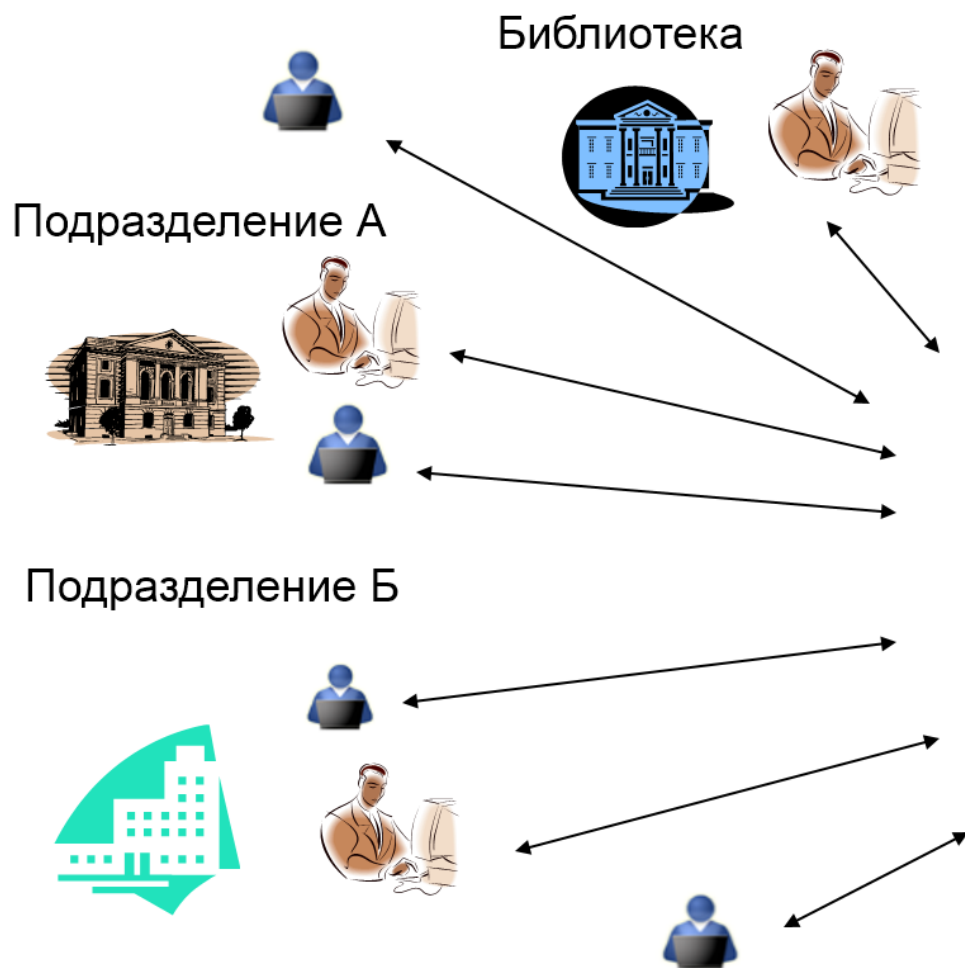 Библиотека
Подразделение А
Подразделение Б